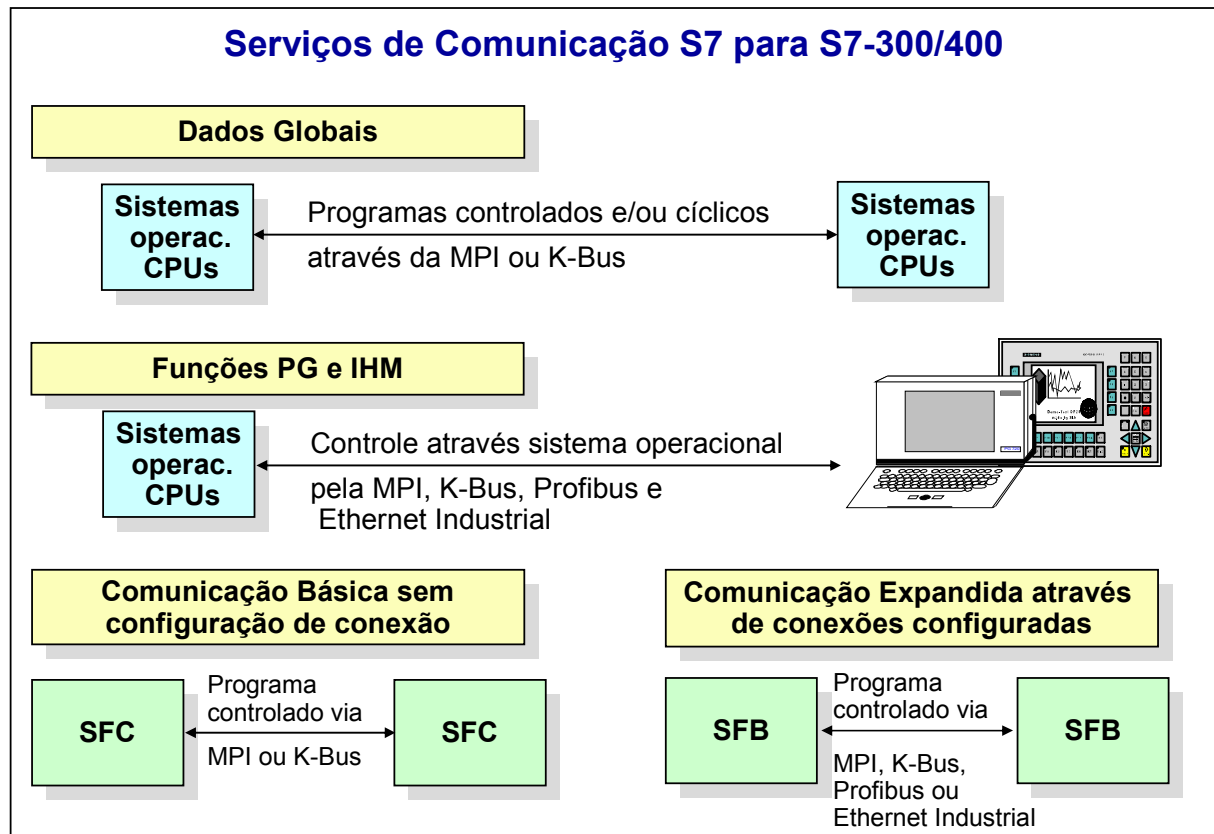 Serviços de Comunicação S7 para S7-300/400
Dados Globais
Sistemas
operac.
CPUs
Programas controlados e/ou cíclicos
através da MPI ou K-Bus
Sistemas
operac.
CPUs
Funções PG e IHM
Sistemas
operac.
CPUs
Controle através sistema operacional
pela MPI, K-Bus, Profibus e
Ethernet Industrial
Comunicação Básica sem
configuração de conexão
SFC
Programa
controlado via
MPI ou K-Bus
SFC
Comunicação Expandida através
de conexões configuradas
SFB
Programa
controlado via
MPI, K-Bus,
Profibus ou
Ethernet Industrial
SFB